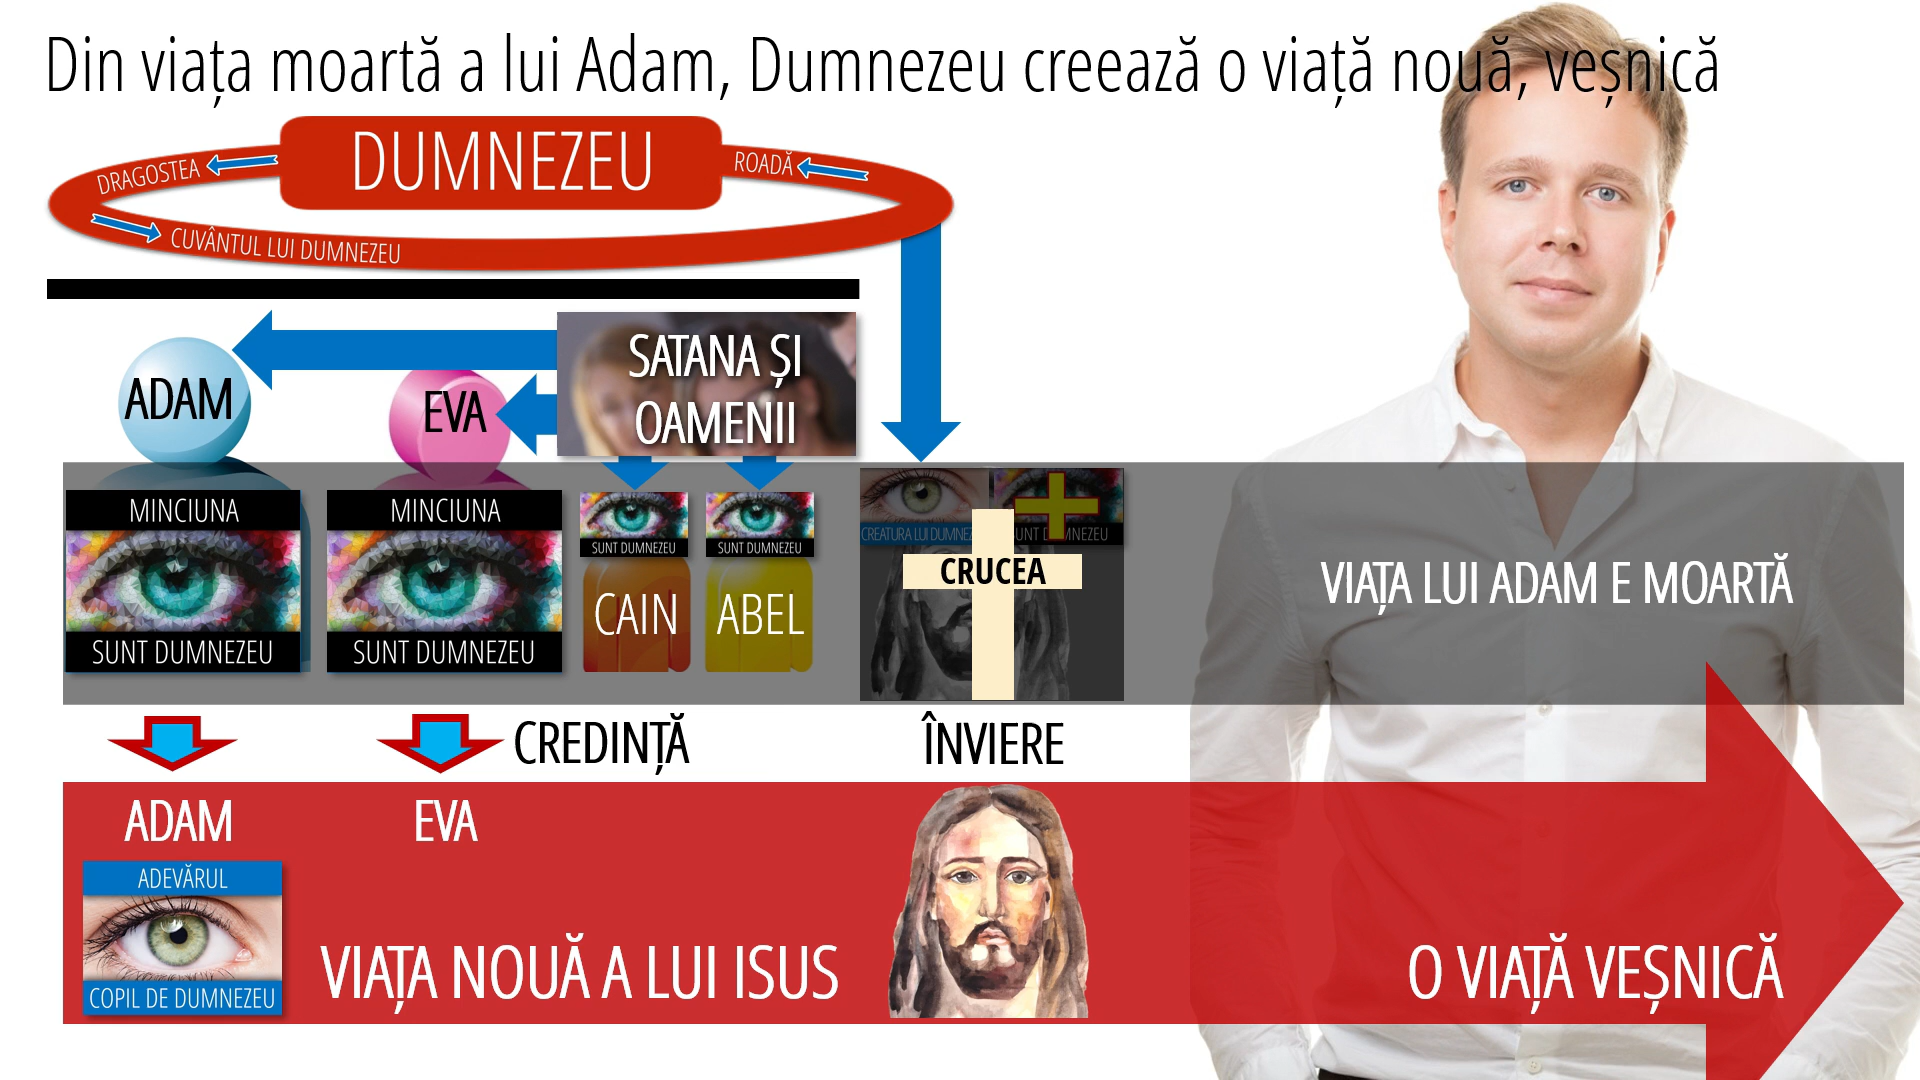 Din viața moartă a lui Adam, Dumnezeu creează o viață nouă, veșnică
DUMNEZEU
DRAGOSTEA
ROADĂ
CUVÂNTUL LUI DUMNEZEU
SATANA ȘI
OAMENII
ADAM
EVA
MINCIUNA
SUNT DUMNEZEU
MINCIUNA
SUNT DUMNEZEU
SUNT DUMNEZEU
CAIN
SUNT DUMNEZEU
ABEL
CREATURA LUI
CRUCEA
VIAȚA LUI ADAM E MOARTĂ
CREDINȚĂ
ÎNVIERE
ADAM
EVA
ADEVĂRUL
COPIL DE DUMNEZEU
VIAȚA NOUĂ A LUI ISUS
O VIAȚĂ VEȘNICĂ